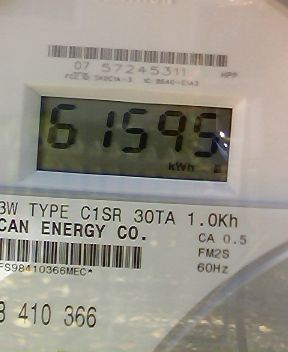 07 57245311
HPP
61595
kWh
3W TYPE C1SR 30TA 1.0Kh
CAN ENERGY CO.
CA 0.5
FM2S
60Hz
FS98410366MEC*
410 366